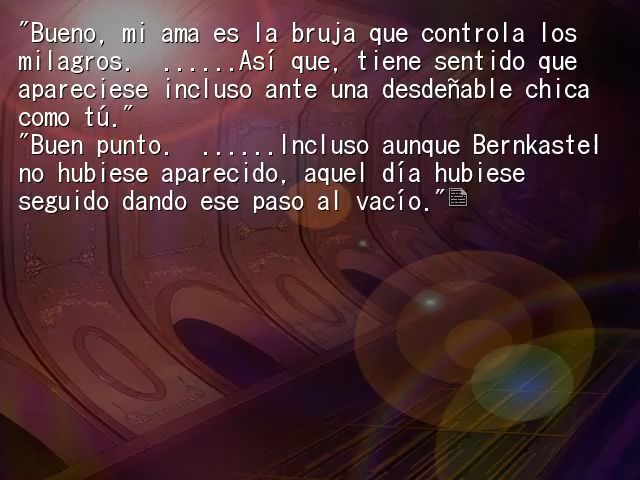 "Bueno, mi ama es la bruja que controla los
milagros.  ......Así que, tiene sentido que
apareciese incluso ante una desdeñable chica
como tú."
"Buen punto.  ......Incluso aunque Bernkastel
no hubiese aparecido, aquel día hubiese
seguido dando ese paso al vacío."